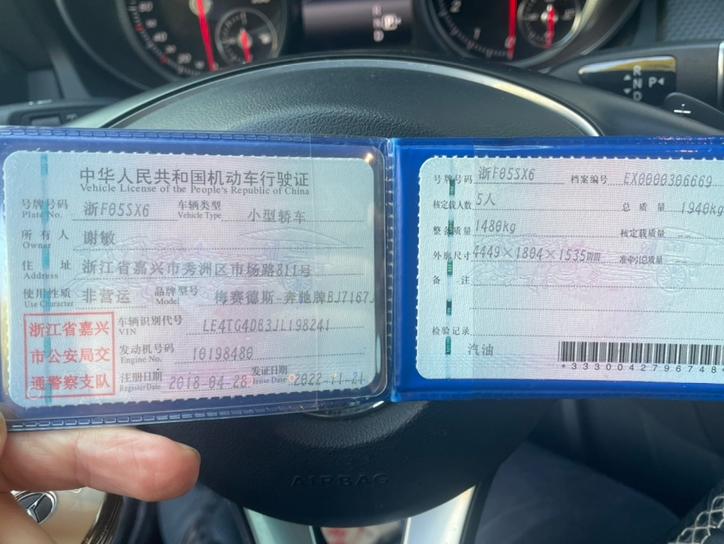 中华人民共和国机动车行驶证
Vehicle License of the People's Republic of China
号牌号码 浙F05SX6 车辆类型 小型轿车
Plate No. Vehicle Type
所有人 谢敏
Owner
住址 浙江省嘉兴市秀洲区市场路811号
Address
使用性质 非营运 品牌型号 梅赛德斯-奔驰牌BJ7167J
Use Character Model
浙江省嘉兴
市公安局交
通警察支队
车辆识别代号 LE4TG4DB3JL198241
VIN
发动机号码 10198480
Engine No.
注册日期 2018-04-28 发证日期 2022-11-21
Register Date Issue Date
号牌号码 浙F05SX6 档案编号 EX0000306669
核定载人数 5人 总质量 1940kg
整备质量 1480kg 核定载质量 --
外廓尺寸 4449×1804×1535mm 准牵引质量 --
备注
检验记录
汽油
*3330042796748*
AIRBAG
R
N
D
P